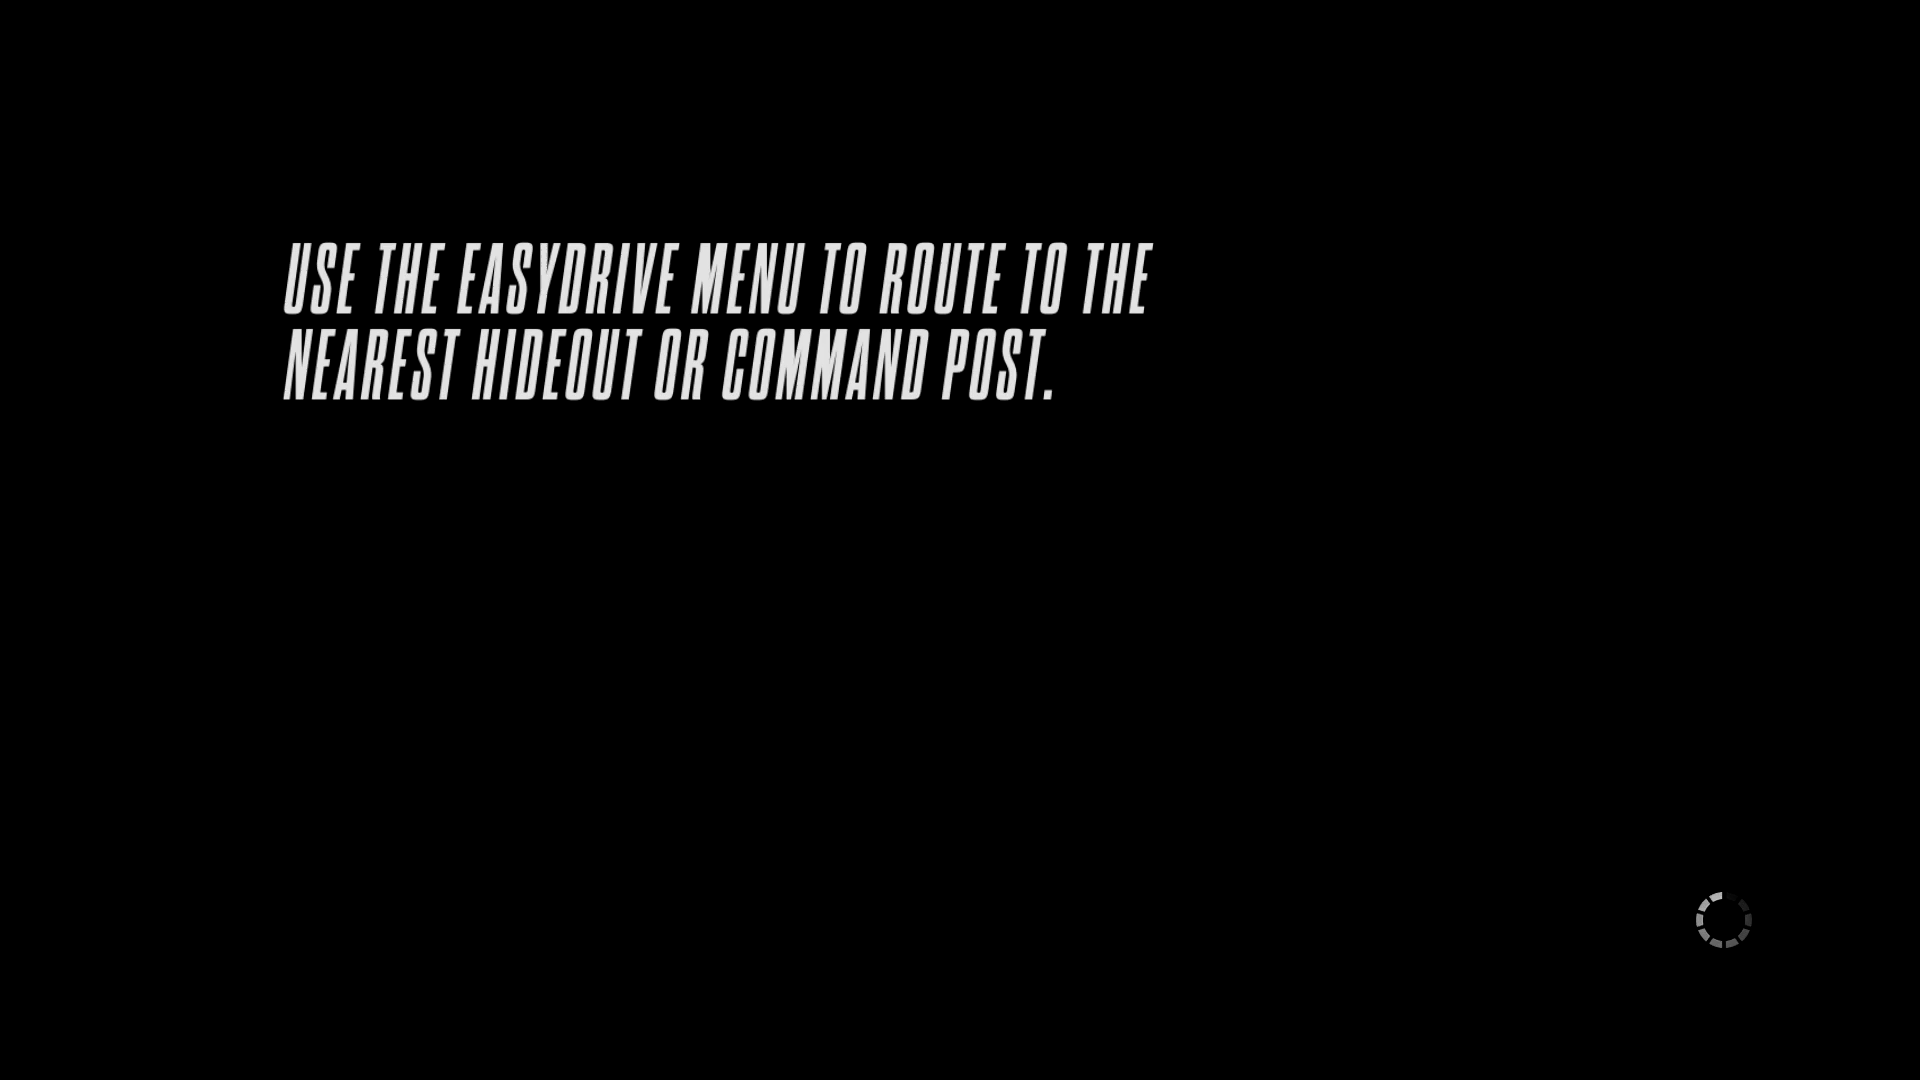 USE THE EASYDRIVE MENU TO ROUTE TO THE
NEAREST HIDEOUT OR COMMAND POST.